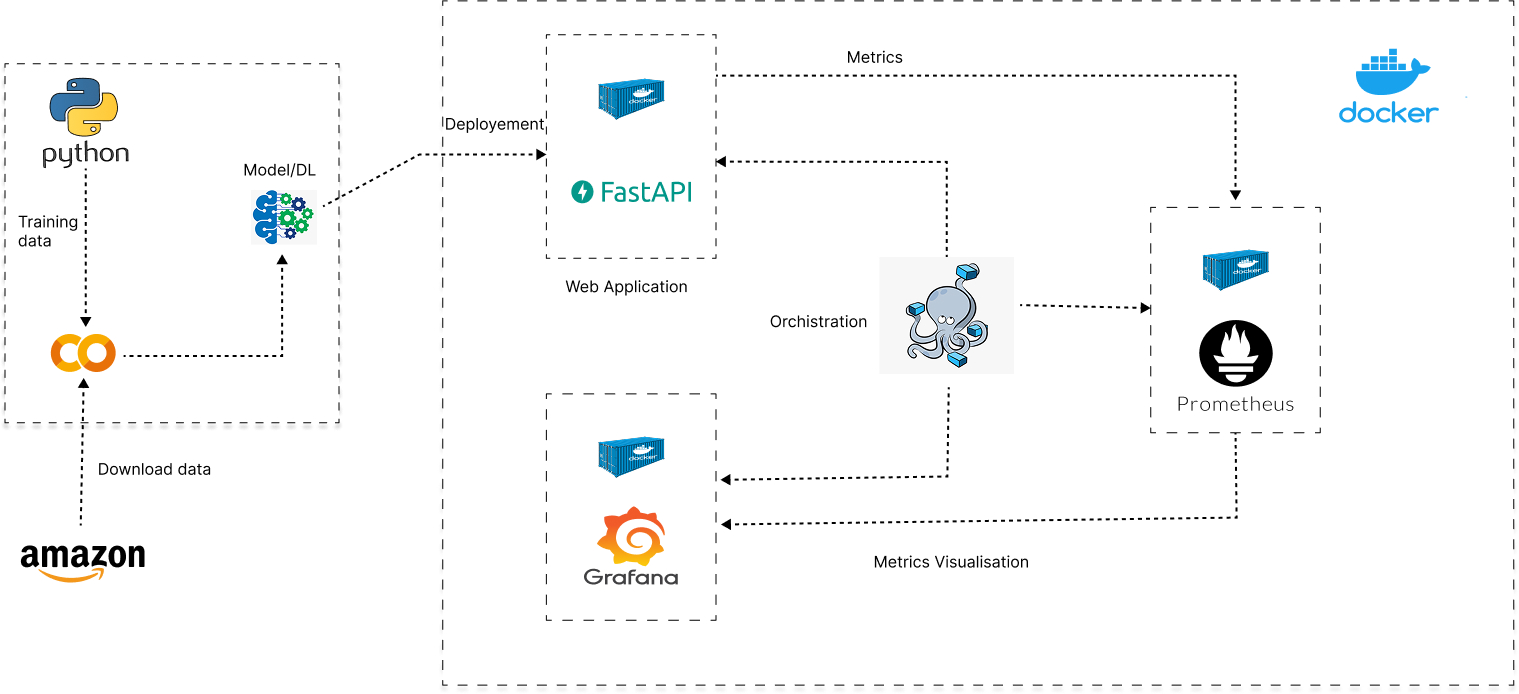 Metrics
docker
python
Deployement
docker
Model/DL
FastAPI
Training
data
docker
Web Application
Orchistration
Prometheus
docker
Download data
amazon
Metrics Visualisation
Grafana